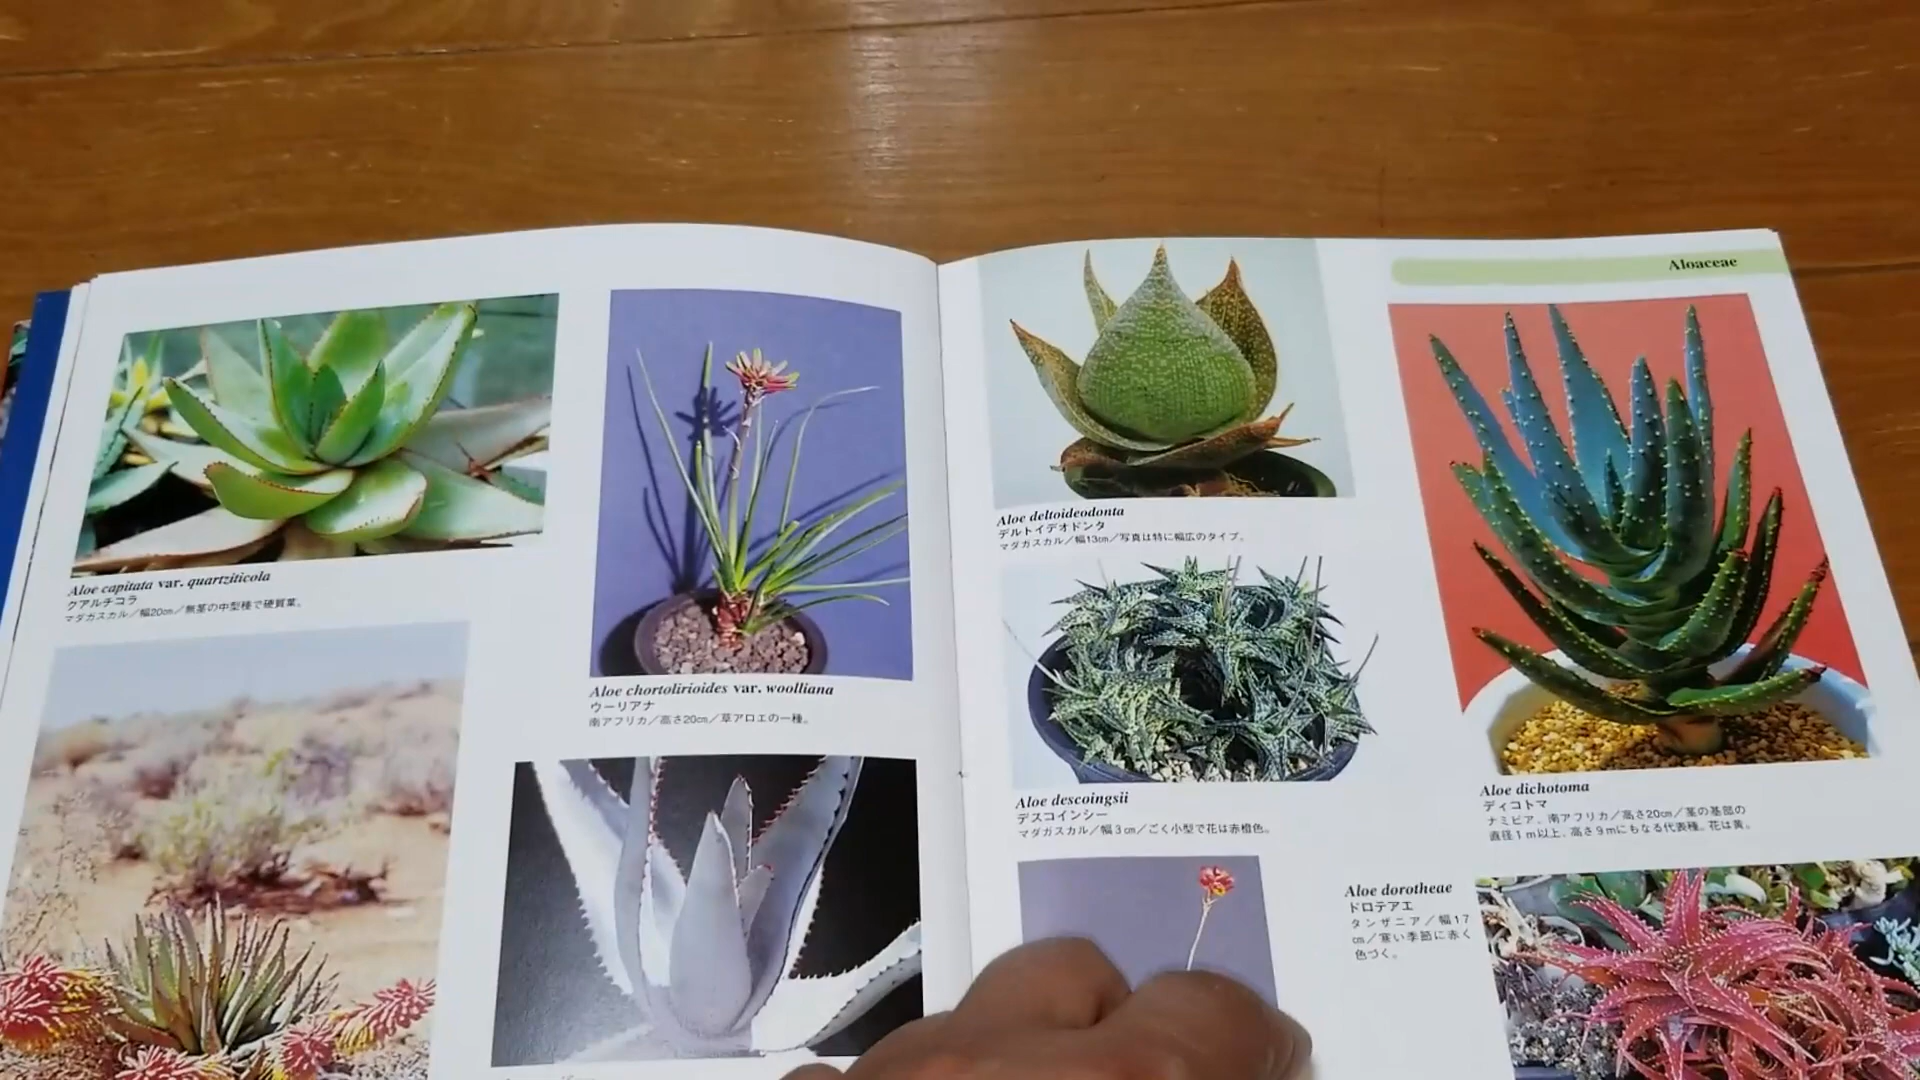 Aloe capitata var. quartziticola
クアルチコラ
マダガスカル／幅20㎝／無茎の中型種で硬質葉。
Aloe chortolirioides var. woolliana
ウーリアナ
南アフリカ／高さ20㎝／草アロエの一種。
Aloaceae
Aloe deltoideodonta
デルトイデオドンタ
マダガスカル／幅13㎝／写真は特に幅広のタイプ。
Aloe descoingsii
デスコインシー
マダガスカル／幅３㎝／ごく小型で花は赤橙色。
Aloe dichotoma
ディコトマ
ナミビア、南アフリカ／高さ20㎝／茎の基部の
直径１ｍ以上、高さ９ｍにもなる代表種。花は黄。
Aloe dorotheae
ドロテアエ
タンザニア／幅17
㎝／寒い季節に赤く
色づく。